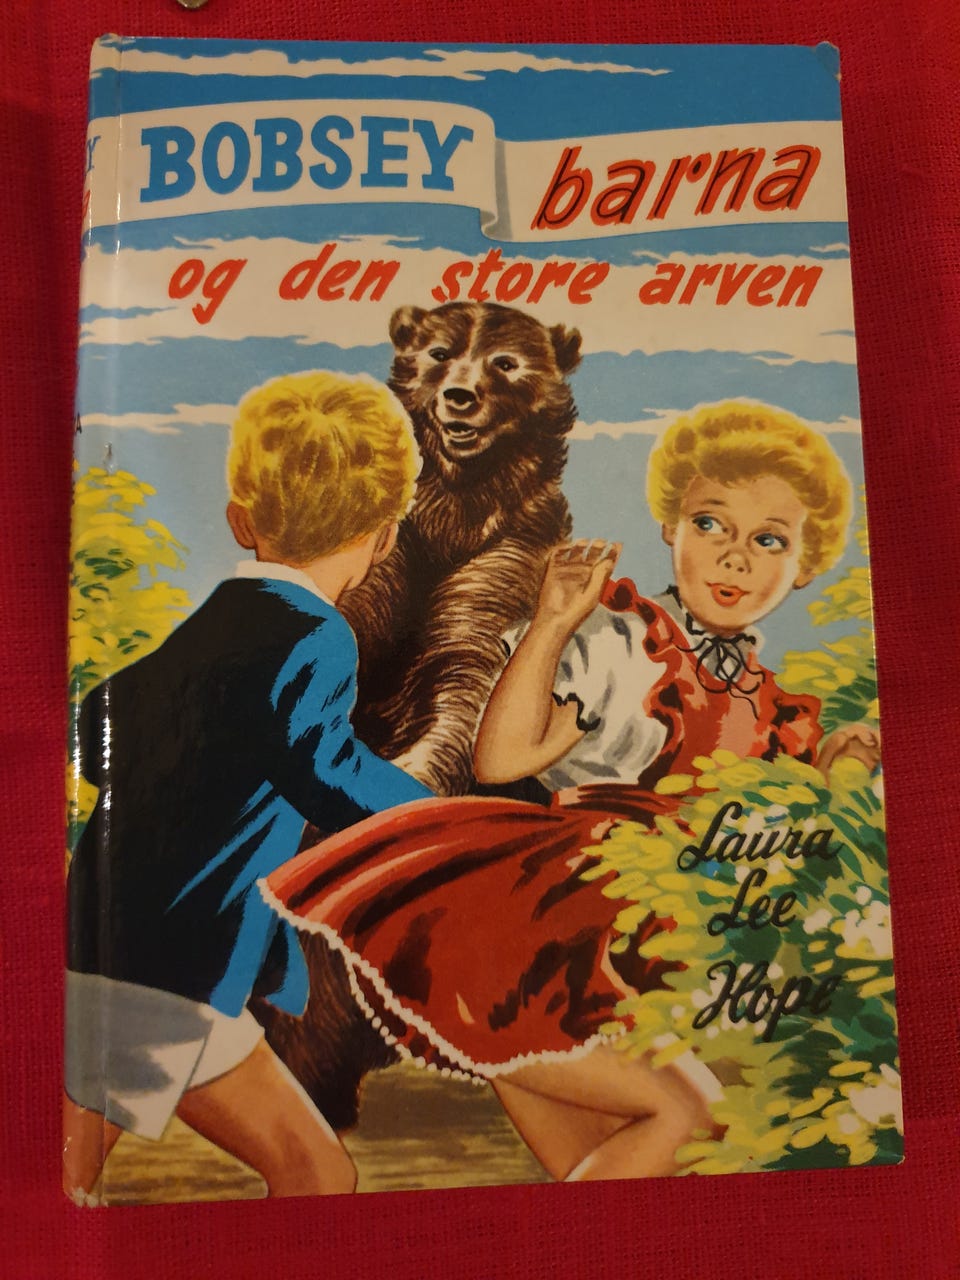 BOBSEY barna
og den store arven
Laura
Lee
Hope